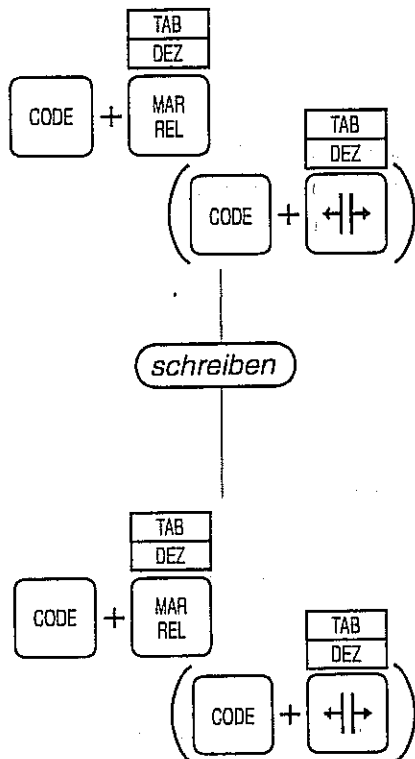 TAB
DEZ
CODE + MAR REL
TAB
DEZ
( CODE + )
schreiben
TAB
DEZ
CODE + MAR REL
TAB
DEZ
( CODE + )